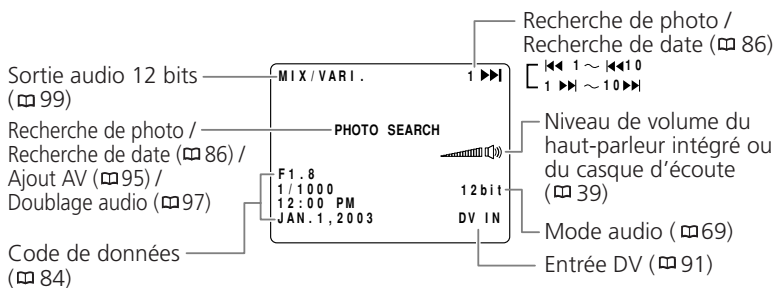 Recherche de photo /
Recherche de date (📖 86)
⏮ 1 ~ ⏮10
1 ⏭ ~ 10⏭
Sortie audio 12 bits
(📖 99)
Recherche de photo /
Recherche de date (📖 86) /
Ajout AV (📖 95) /
Doublage audio (📖 97)
Code de données
(📖 84)
MIX/VARI.
1 ⏭
PHOTO SEARCH
F1.8
1/1000
12:00 PM
JAN.1,2003
12bit
DV IN
Niveau de volume du
haut-parleur intégré ou
du casque d'écoute
(📖 39)
Mode audio (📖 69)
Entrée DV (📖 91)